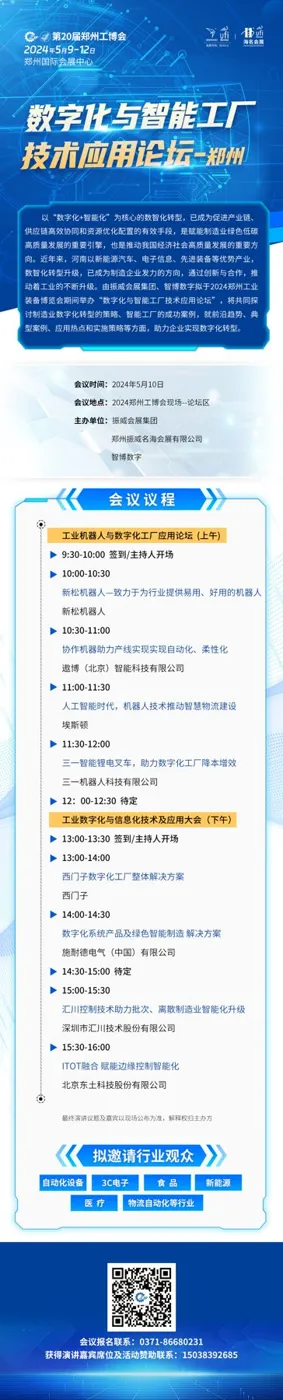 第20届郑州工博会
2024年5月9-12日
郑州国际会展中心
海名会展
数字化与智能工厂
技术应用论坛-郑州
以“数字化+智能化”为核心的数智化转型，已成为促进产业链、
供应链高效协同和资源优化配置的有效手段，是赋能制造业绿色低碳
高质量发展的重要引擎，也是推动我国经济社会高质量发展的重要方
向。近年来，河南以新能源汽车、电子信息、先进装备等优势产业，
数智化转型升级，已成为制造企业发力的方向，通过创新与合作，推
动着工业的不断升级。由振威会展集团、智博数字拟于2024郑州工业
装备博览会期间举办“数字化与智能工厂技术应用论坛”，将共同探
讨制造业数字化转型的策略、智能工厂的成功案例，就前沿趋势、典
型案例、应用热点和实施策略等方面，助力企业实现数字化转型。
会议时间：2024年5月10日
会议地点：2024郑州工博会现场--论坛区
主办单位：振威会展集团
郑州振威名海会展有限公司
智博数字
会议议程
工业机器人与数字化工厂应用论坛 (上午)
9:30-10:00 签到/主持人开场
10:00-10:30
新松机器人—致力于为行业提供易用、好用的机器人
新松机器人
10:30-11:00
协作机器助力产线实现实现自动化、柔性化
遨博（北京）智能科技有限公司
11:00-11:30
人工智能时代，机器人技术推动智慧物流建设
埃斯顿
11:30-12:00
三一智能锂电叉车，助力数字化工厂降本增效
三一机器人科技有限公司
12：00-12:30 待定
工业数字化与信息化技术及应用大会（下午）
13:00-13:30 签到/主持人开场
13:00-14:00
西门子数字化工厂整体解决方案
西门子
14:00-14:30
数字化系统产品及绿色智能制造 解决方案
施耐德电气（中国）有限公司
14:30-15:00 待定
15:00-15:30
汇川控制技术助力批次、离散制造业智能化升级
深圳市汇川技术股份有限公司
15:30-16:00
ITOT融合 赋能边缘控制智能化
北京东土科技股份有限公司
最终演讲议题及嘉宾以现场公布为准，解释权归主办方
拟邀请行业观众
自动化设备
3C电子
食 品
新能源
医 疗
物流自动化等行业
会议报名联系：0371-86680231
获得演讲嘉宾席位及活动赞助联系：15038392685